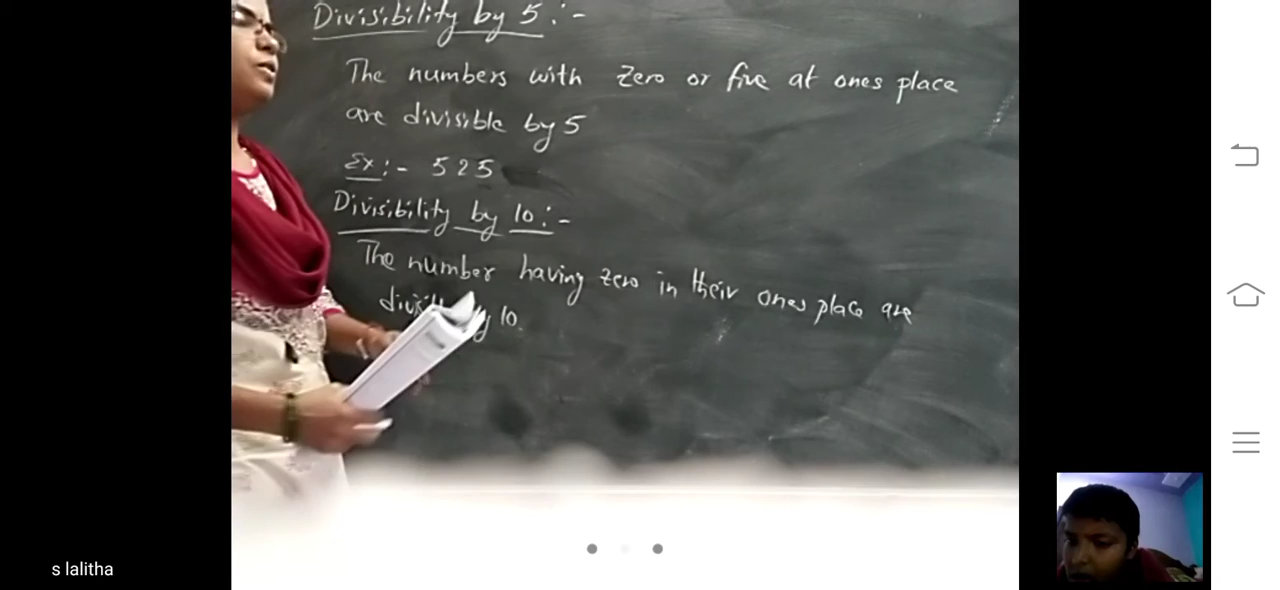 Divisibility by 5:-
The numbers with zero or five at ones place
are divisible by 5
Ex:- 525
Divisibility by 10:-
The number having zero in their ones place are
10.
s lalitha